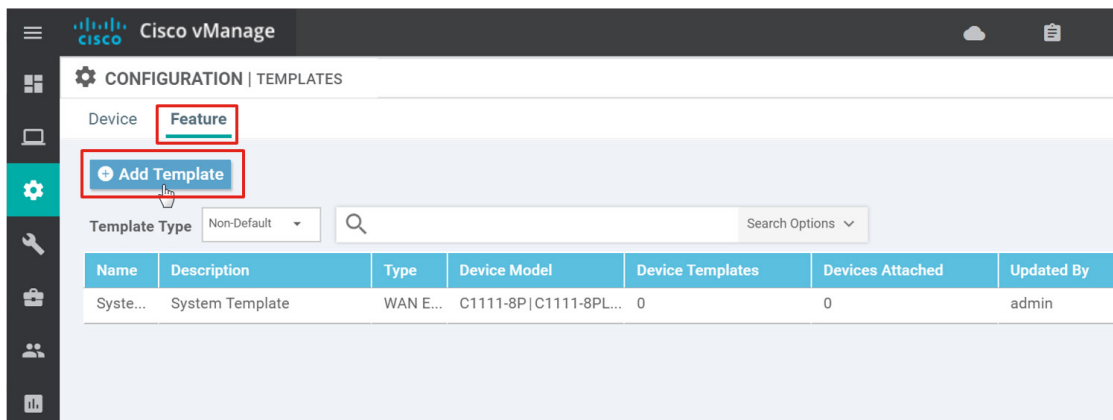 cisco Cisco vManage
CONFIGURATION | TEMPLATES
Device Feature
Add Template
Template Type Non-Default Search Options
Name Description Type Device Model Device Templates Devices Attached Updated By
Syste... System Template WAN E... C1111-8P|C1111-8PL... 0 0 admin